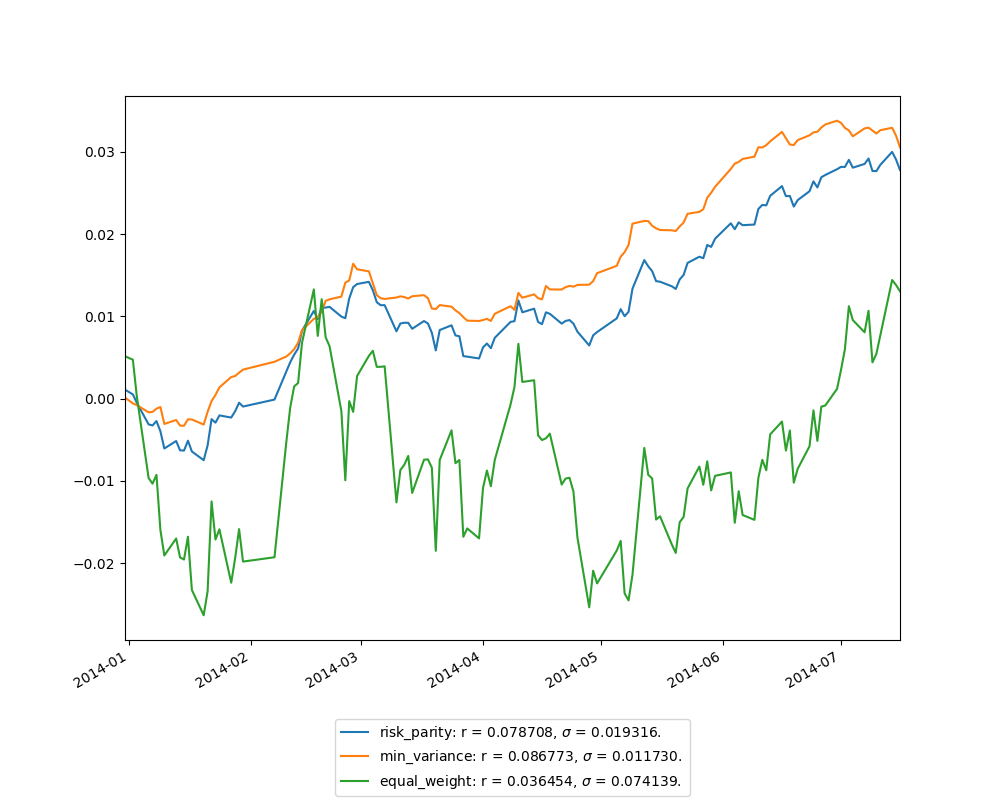 0.03
0.02
0.01
0.00
−0.01
−0.02
2014-01 2014-02 2014-03 2014-04 2014-05 2014-06 2014-07
risk_parity: r = 0.078708, σ = 0.019316.
min_variance: r = 0.086773, σ = 0.011730.
equal_weight: r = 0.036454, σ = 0.074139.